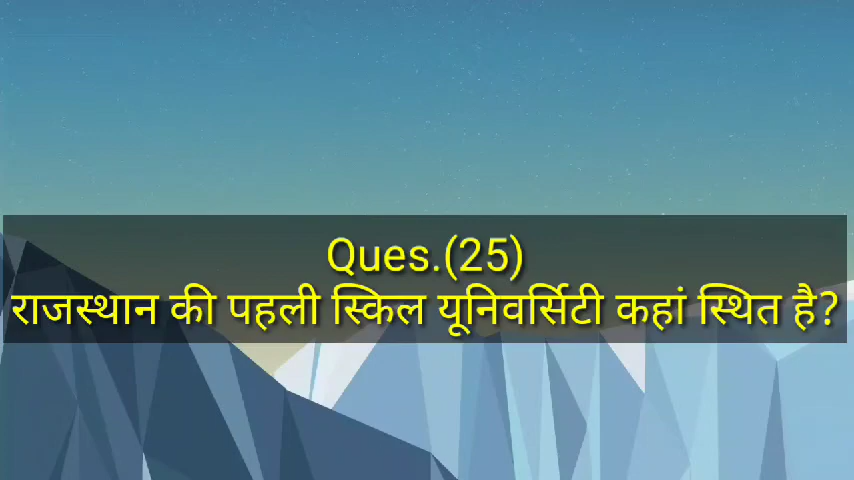 Ques.(25)
राजस्थान की पहली स्किल यूनिवर्सिटी कहां स्थित है?